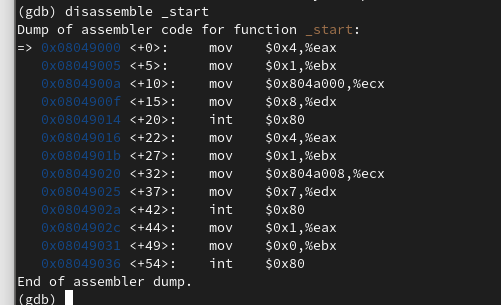 (gdb) disassemble _start
Dump of assembler code for function _start:
=> 0x08049000 <+0>:     mov    $0x4,%eax
   0x08049005 <+5>:     mov    $0x1,%ebx
   0x0804900a <+10>:    mov    $0x804a000,%ecx
   0x0804900f <+15>:    mov    $0x8,%edx
   0x08049014 <+20>:    int    $0x80
   0x08049016 <+22>:    mov    $0x4,%eax
   0x0804901b <+27>:    mov    $0x1,%ebx
   0x08049020 <+32>:    mov    $0x804a008,%ecx
   0x08049025 <+37>:    mov    $0x7,%edx
   0x0804902a <+42>:    int    $0x80
   0x0804902c <+44>:    mov    $0x1,%eax
   0x08049031 <+49>:    mov    $0x0,%ebx
   0x08049036 <+54>:    int    $0x80
End of assembler dump.
(gdb)